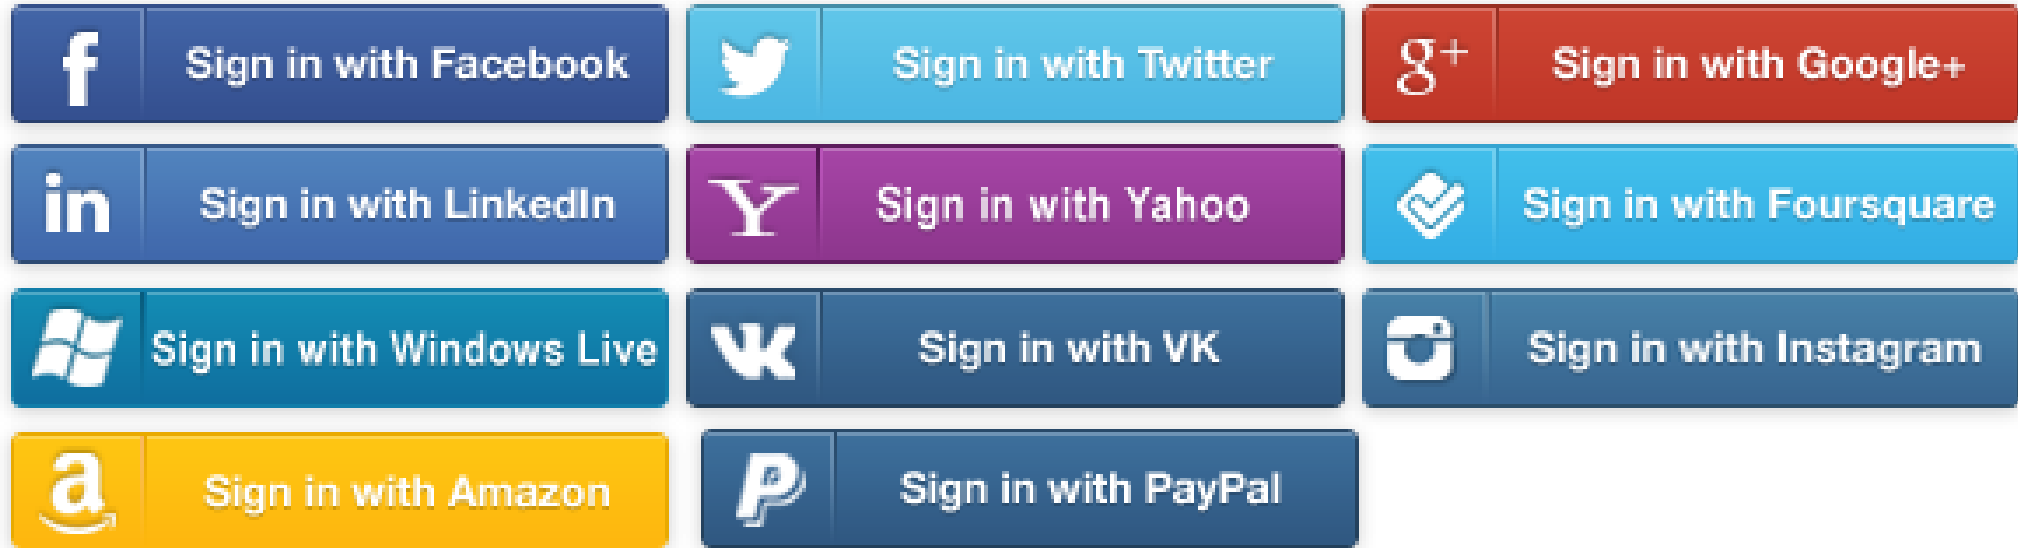 f Sign in with Facebook
Sign in with Twitter
g+ Sign in with Google+
in Sign in with LinkedIn
Y Sign in with Yahoo
Sign in with Foursquare
Sign in with Windows Live
VK Sign in with VK
Sign in with Instagram
a Sign in with Amazon
P Sign in with PayPal